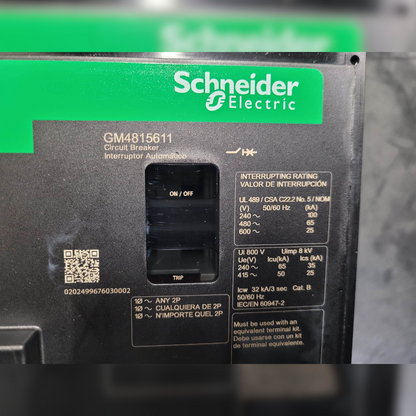 Schneider
Electric
GM4815611
Circuit Breaker
Interruptor Automático
ON / OFF
TRIP
0202499676030002
1Ø ~ ANY 2P
1Ø ~ CUALQUIERA DE 2P
1Ø ~ N'IMPORTE QUEL 2P
INTERRUPTING RATING
VALOR DE INTERRUPCIÓN
UL 489 / CSA C22.2 No. 5 / NOM
(V) 50/60 Hz (kA)
240 ~ 100
480 ~ 65
600 ~ 25
Ui 800 V Uimp 8 kV
Ue(V) Icu(kA) Ics (kA)
240 ~ 65 35
415 ~ 50 25
Icw 32 kA/3 sec Cat. B
50/60 Hz
IEC/EN 60947-2
Must be used with an
equivalent terminal kit.
Debe usarse con un kit
de terminal equivalente.